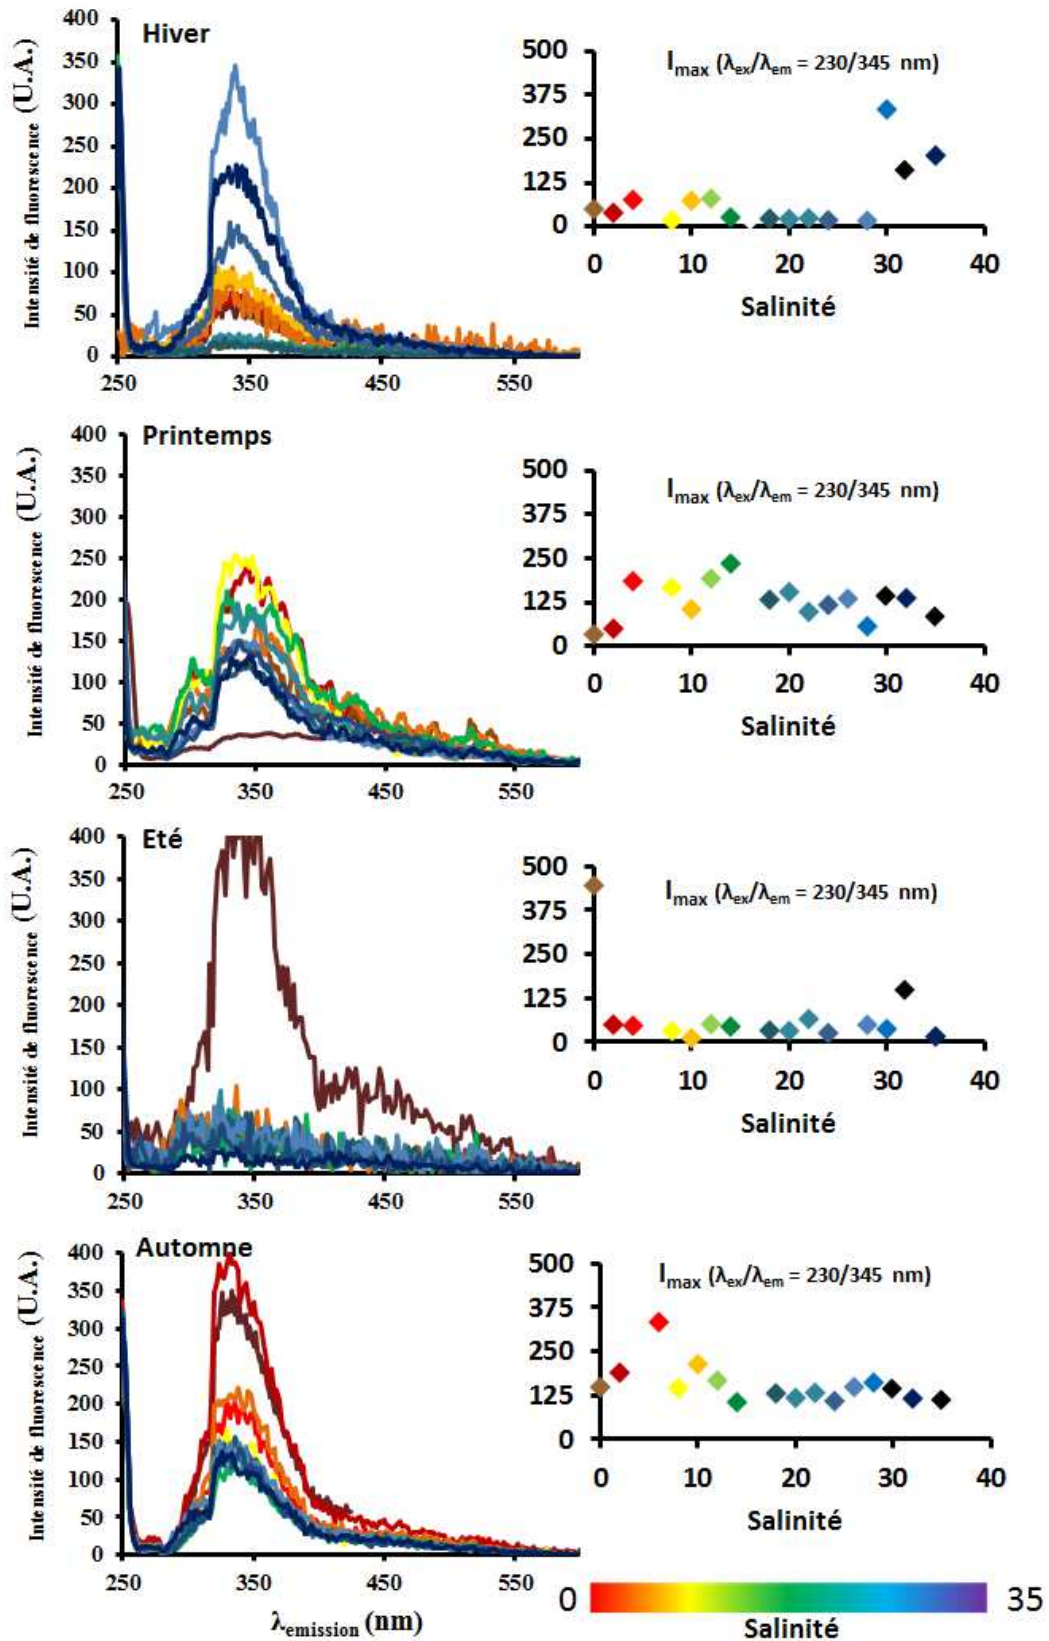 Hiver
Intensité de fluorescence (U.A.)
400
350
300
250
200
150
100
50
0
250 350 450 550
I max (λex/λem = 230/345 nm)
500
375
250
125
0
0 10 20 30 40
Salinité
Printemps
Intensité de fluorescence (U.A.)
400
350
300
250
200
150
100
50
0
250 350 450 550
Imax (λex/λem = 230/345 nm)
500
375
250
125
0
0 10 20 30 40
Salinité
Eté
Intensité de fluorescence (U.A.)
400
350
300
250
200
150
100
50
0
250 350 450 550
Imax (λex/λem = 230/345 nm)
500
375
250
125
0
0 10 20 30 40
Salinité
Automne
Intensité de fluorescence (U.A.)
400
350
300
250
200
150
100
50
0
250 350 450 550
λemission (nm)
Imax (λex/λem = 230/345 nm)
500
375
250
125
0
0 10 20 30 40
Salinité
0 35
Salinité